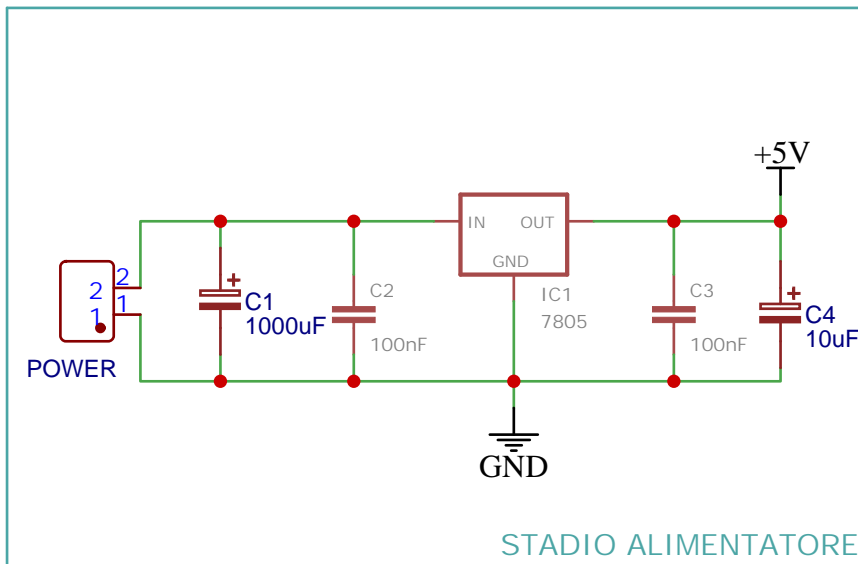 +5V
IN OUT
GND
2
2
1
1
POWER
C1
1000uF
C2
100nF
IC1
7805
C3
100nF
C4
10uF
GND
STADIO ALIMENTATORE